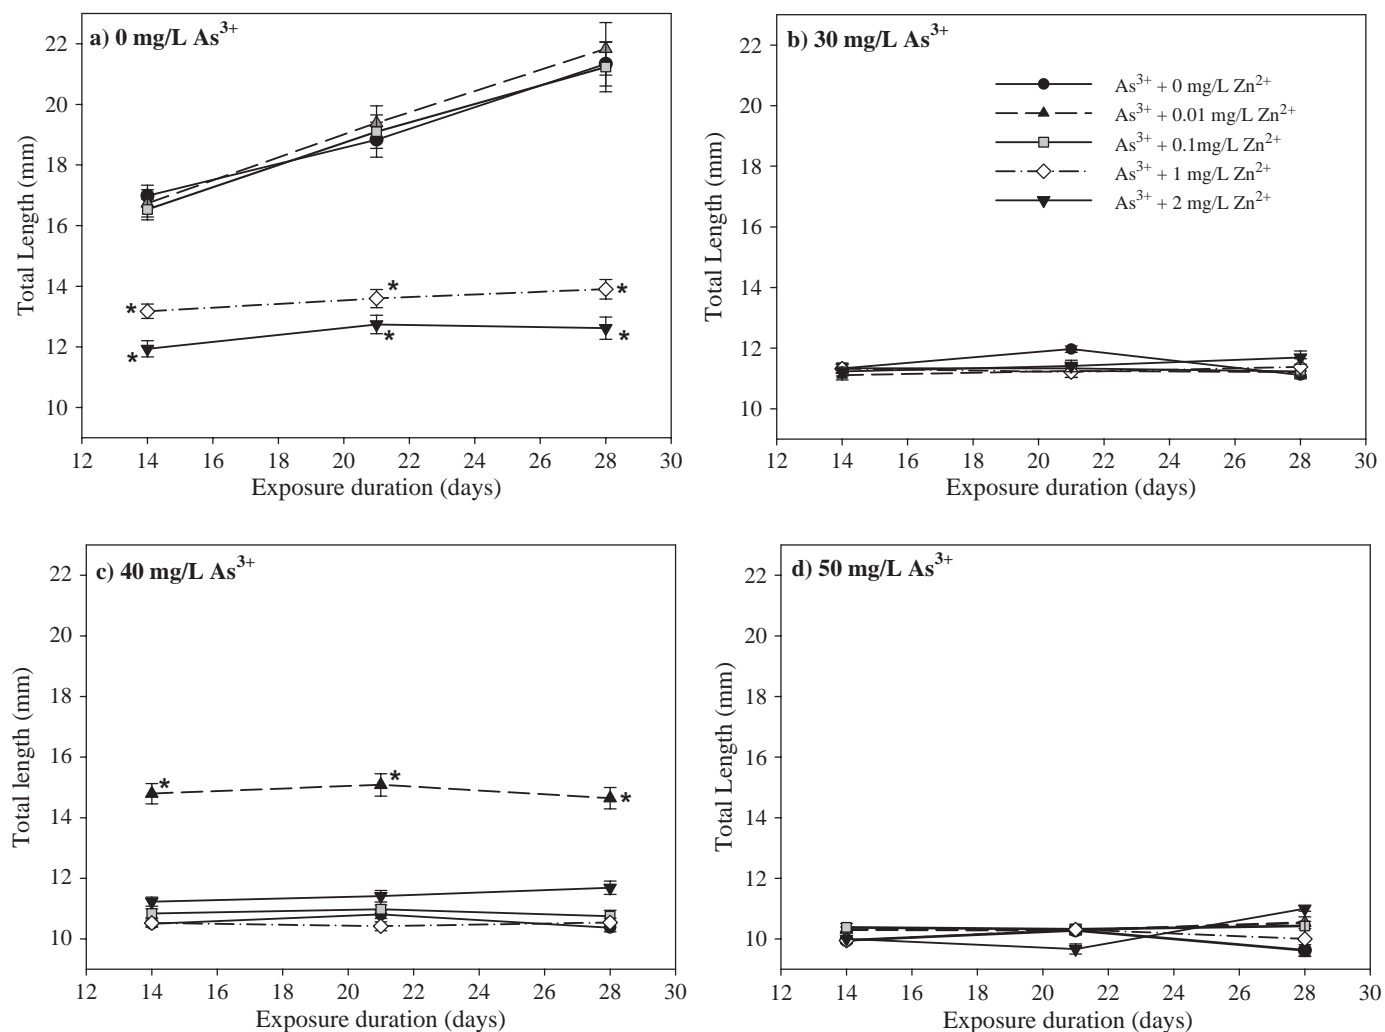 a) 0 mg/L As³⁺
22
20
18
16
14
12
10
Total Length (mm)
* * *
* * *
12 14 16 18 20 22 24 26 28 30
Exposure duration (days)
b) 30 mg/L As³⁺
As³⁺ + 0 mg/L Zn²⁺
As³⁺ + 0.01 mg/L Zn²⁺
As³⁺ + 0.1mg/L Zn²⁺
As³⁺ + 1 mg/L Zn²⁺
As³⁺ + 2 mg/L Zn²⁺
22
20
18
16
14
12
10
Total Length (mm)
12 14 16 18 20 22 24 26 28 30
Exposure duration (days)
c) 40 mg/L As³⁺
22
20
18
16
14
12
10
Total length (mm)
* * *
12 14 16 18 20 22 24 26 28 30
Exposure duration (days)
d) 50 mg/L As³⁺
22
20
18
16
14
12
10
Total Length (mm)
12 14 16 18 20 22 24 26 28 30
Exposure duration (days)